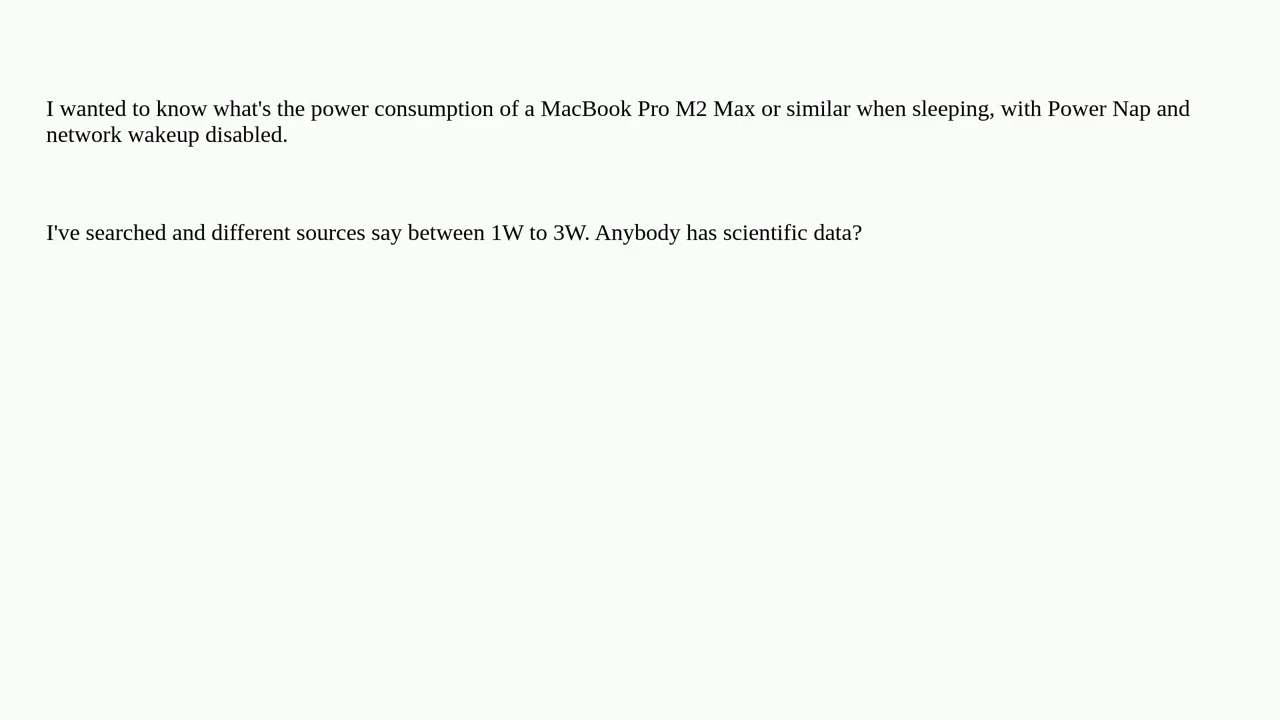 I wanted to know what's the power consumption of a MacBook Pro M2 Max or similar when sleeping, with Power Nap and
network wakeup disabled.
I've searched and different sources say between 1W to 3W. Anybody has scientific data?